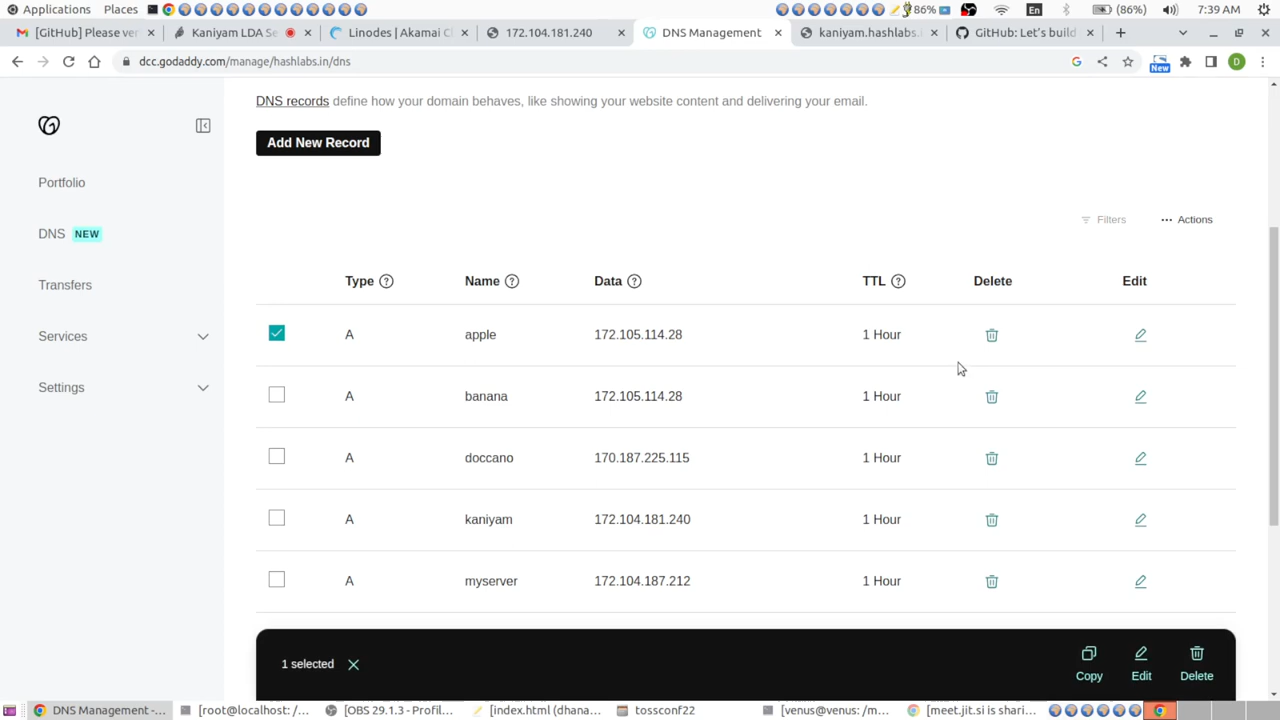 Applications Places 86% En (86%) 7:39 AM
[GitHub] Please ver Kaniyam LDA Se Linodes | Akamai Cl 172.104.181.240 DNS Management kaniyam.hashlabs.i GitHub: Let's build
dcc.godaddy.com/manage/hashlabs.in/dns New D
DNS records define how your domain behaves, like showing your website content and delivering your email.
Add New Record
Portfolio
DNS NEW
Transfers
Services
Settings
Filters ... Actions
Type ? Name ? Data ? TTL ? Delete Edit
A apple 172.105.114.28 1 Hour
A banana 172.105.114.28 1 Hour
A doccano 170.187.225.115 1 Hour
A kaniyam 172.104.181.240 1 Hour
A myserver 172.104.187.212 1 Hour
1 selected
Copy Edit Delete
DNS Management -... [root@localhost: /... [OBS 29.1.3 - Profil... [index.html (dhana... tossconf22 [venus@venus: /m... [meet.jit.si is shari...